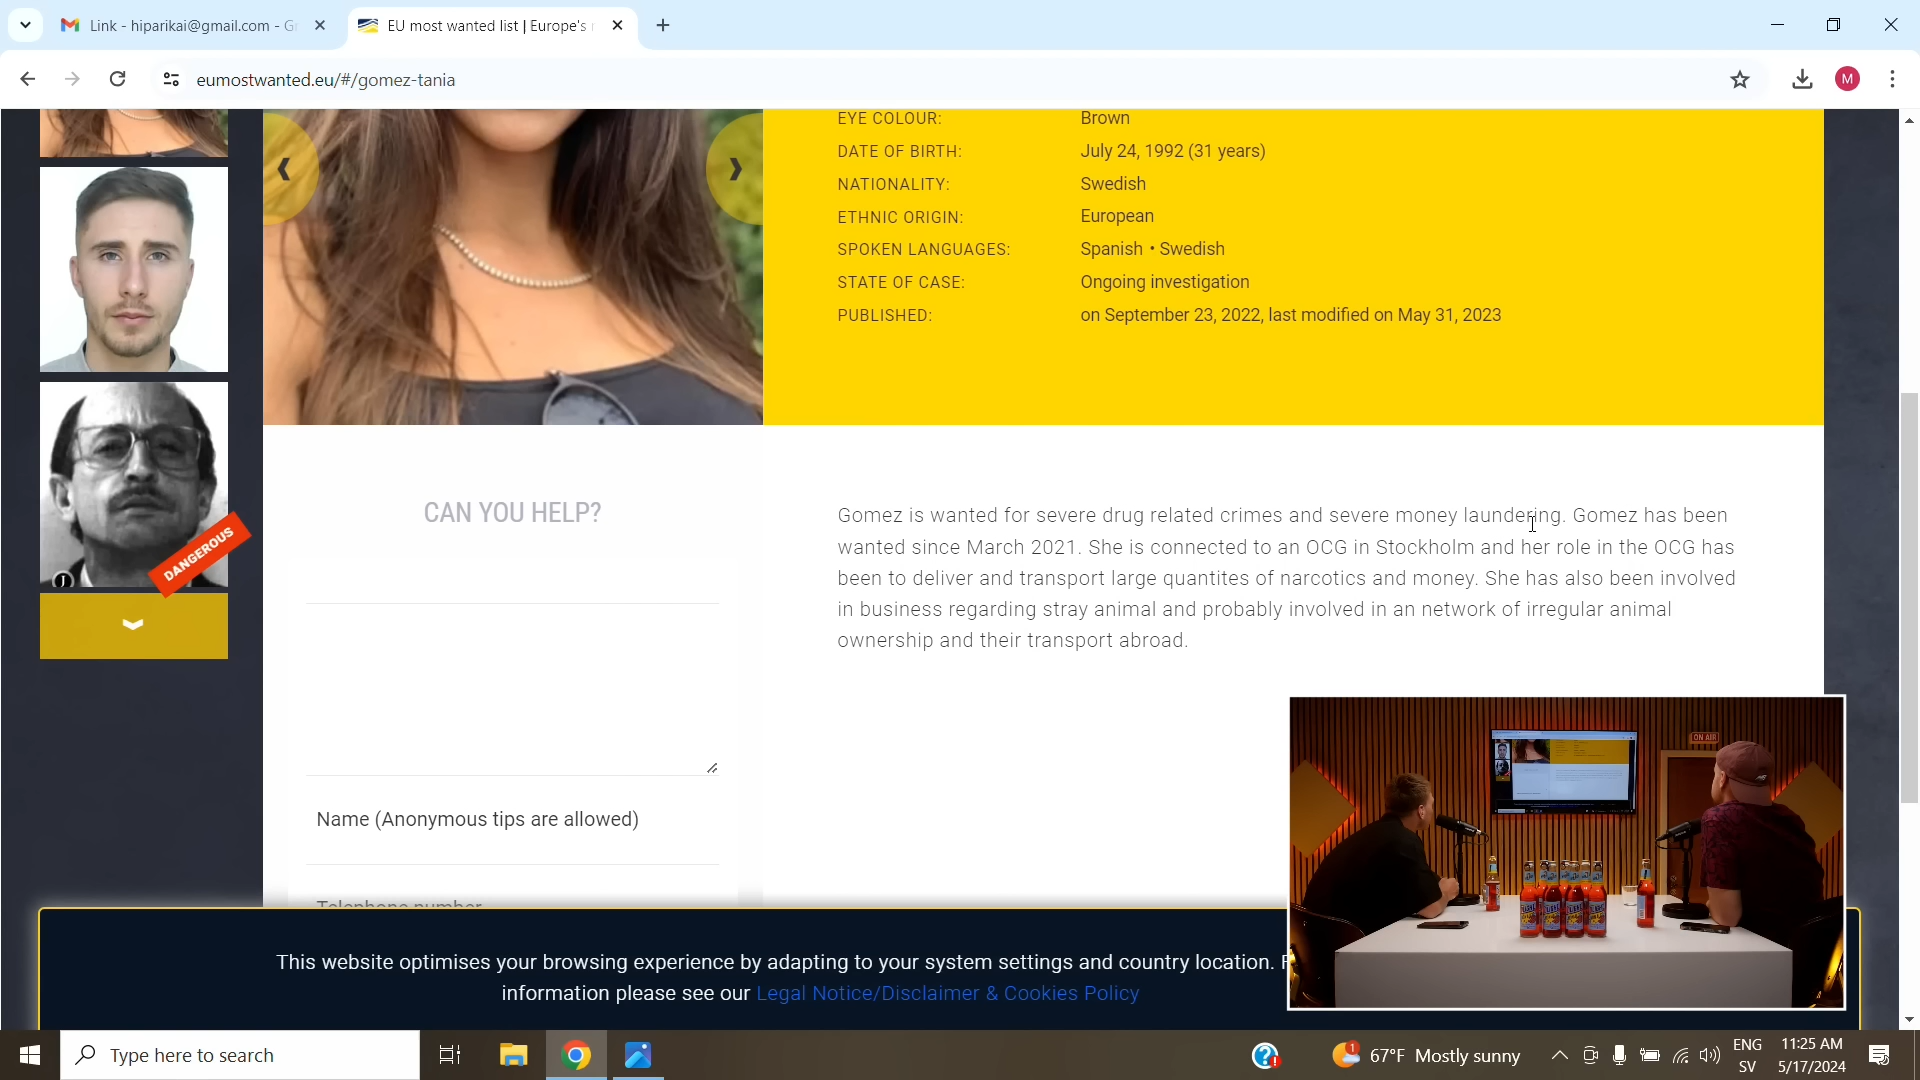 Link - hiparikai@gmail.com - G
EU most wanted list | Europe's
eumostwanted.eu/#/gomez-tania
M
EYE COLOUR: Brown
DATE OF BIRTH: July 24, 1992 (31 years)
NATIONALITY: Swedish
ETHNIC ORIGIN: European
SPOKEN LANGUAGES: Spanish • Swedish
STATE OF CASE: Ongoing investigation
PUBLISHED: on September 23, 2022, last modified on May 31, 2023
DANGEROUS
CAN YOU HELP?
Name (Anonymous tips are allowed)
Telephone number
Gomez is wanted for severe drug related crimes and severe money laundering. Gomez has been
wanted since March 2021. She is connected to an OCG in Stockholm and her role in the OCG has
been to deliver and transport large quantites of narcotics and money. She has also been involved
in business regarding stray animal and probably involved in an network of irregular animal
ownership and their transport abroad.
ON AIR
This website optimises your browsing experience by adapting to your system settings and country location. F
information please see our Legal Notice/Disclaimer & Cookies Policy
Type here to search
1
67°F Mostly sunny
ENG
SV
11:25 AM
5/17/2024